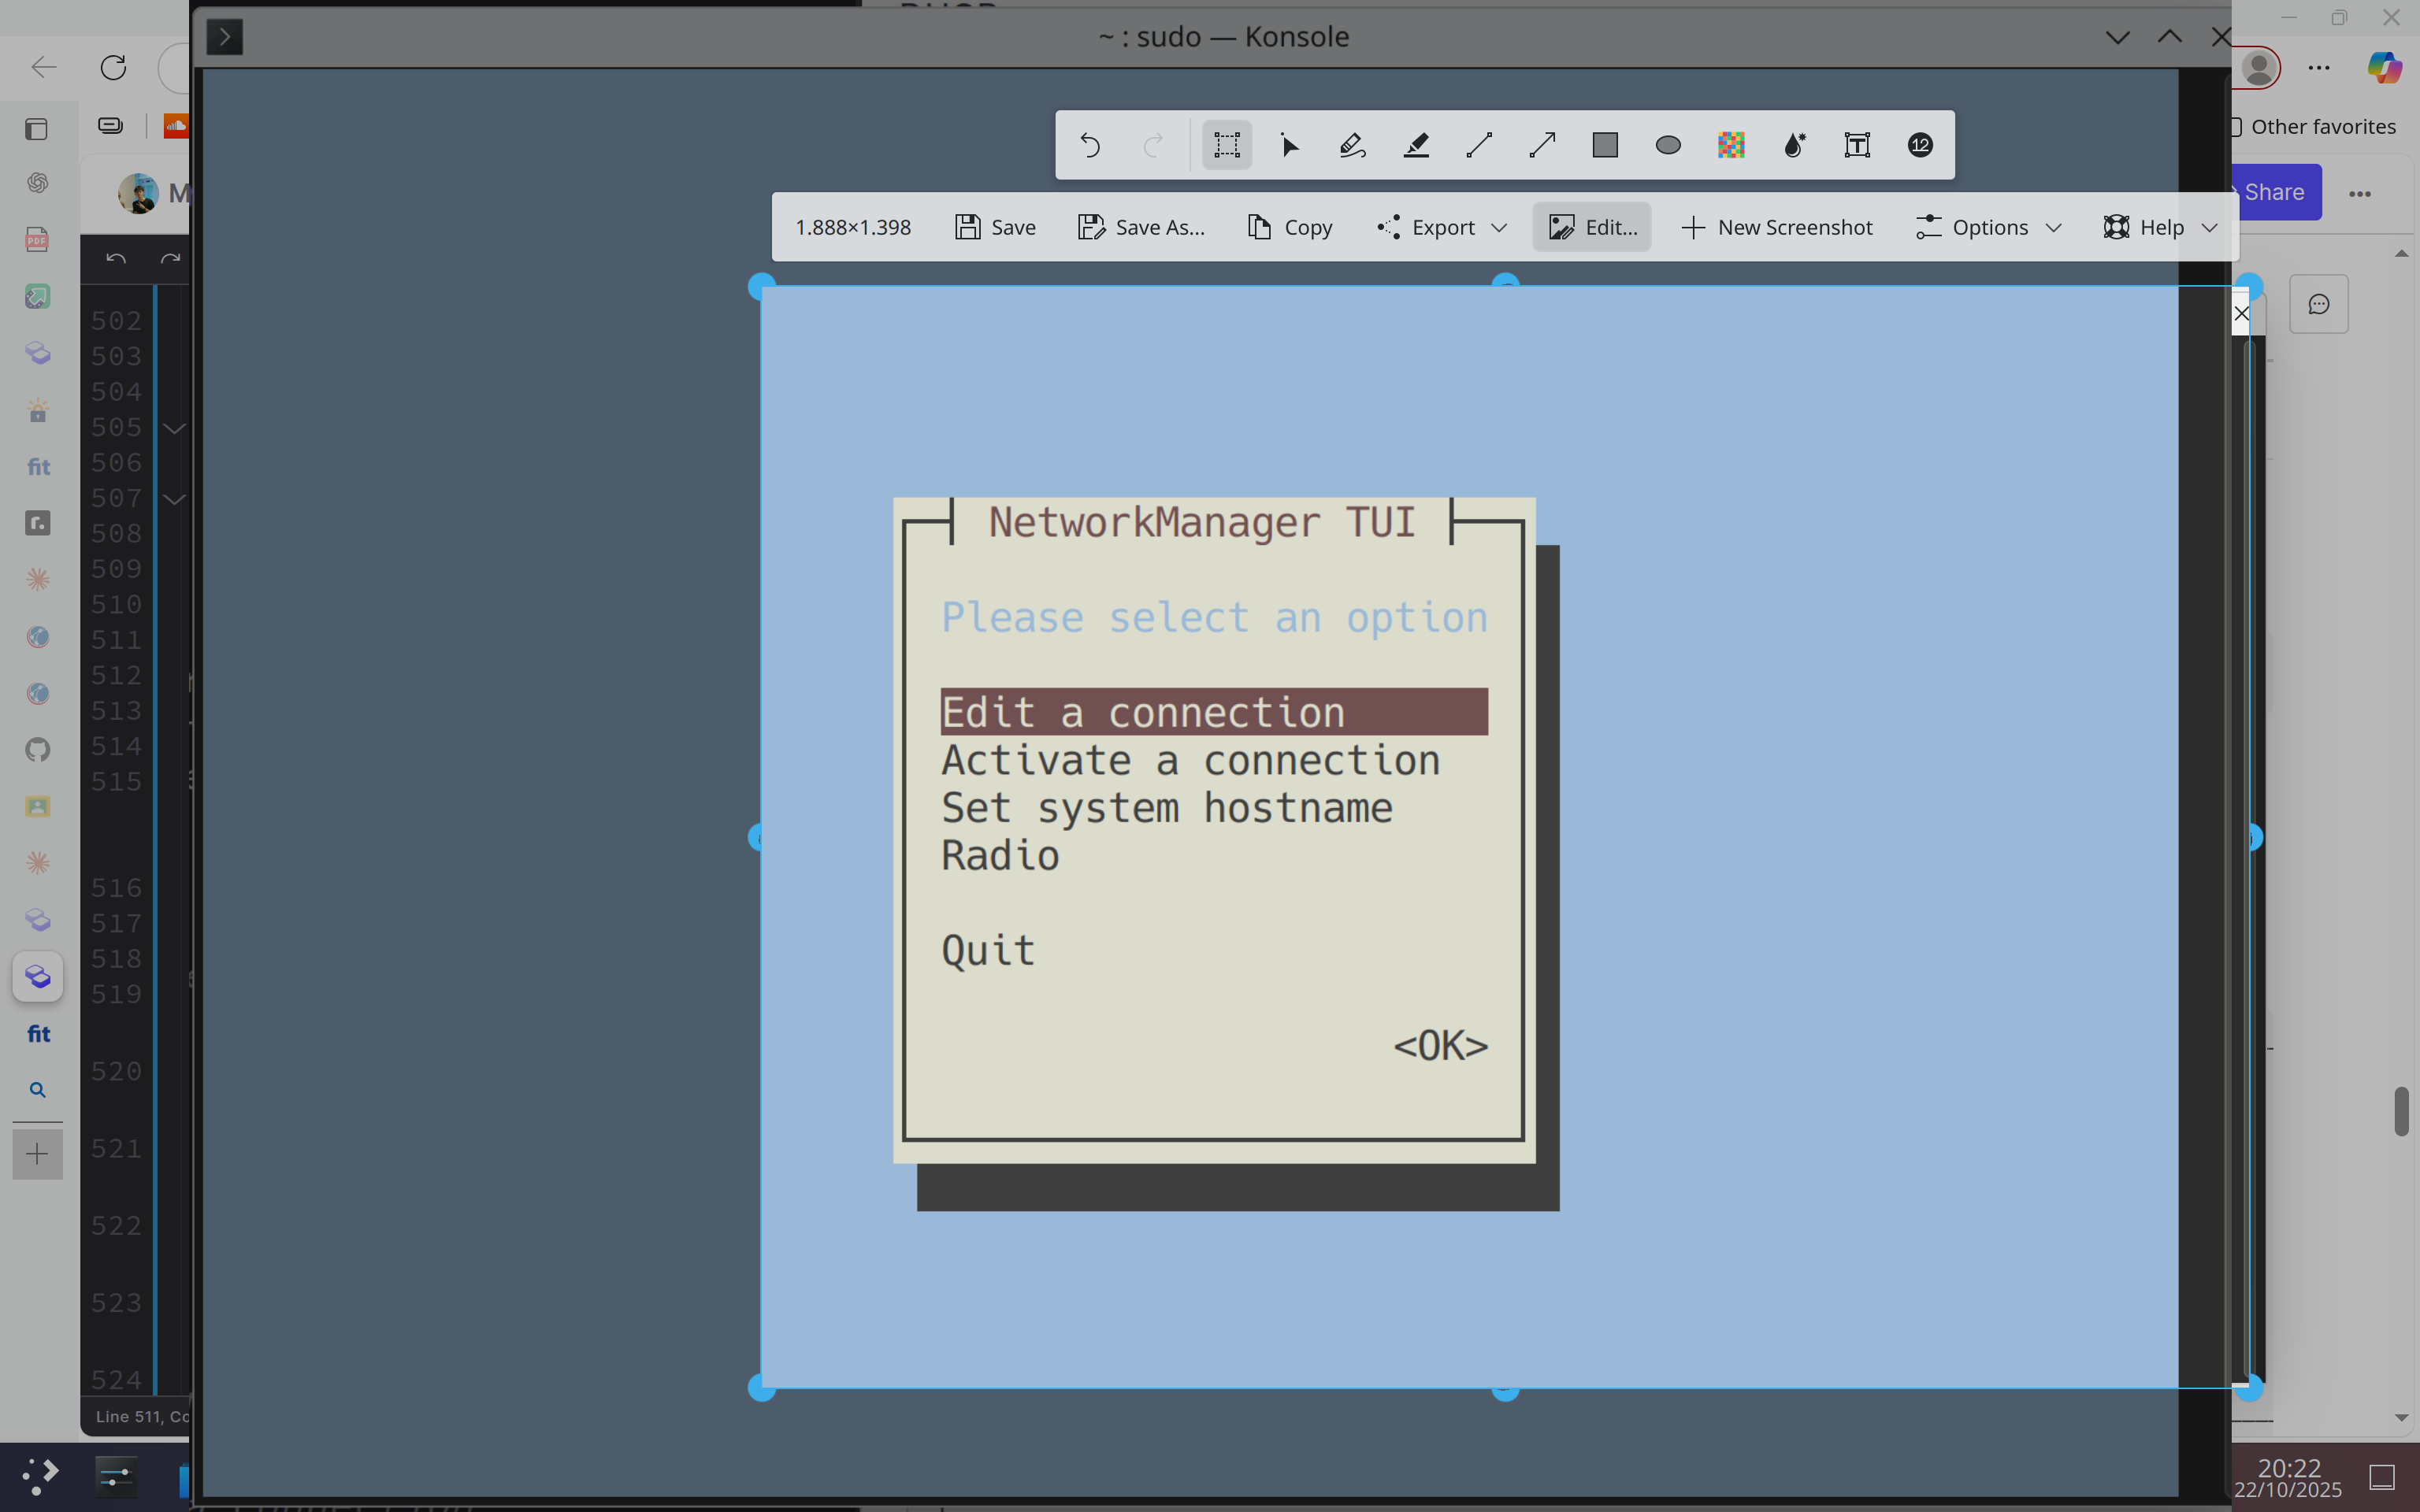 ~ : sudo — Konsole
Other favorites
12
M
Share
1.888×1.398 Save Save As... Copy Export Edit... New Screenshot Options Help
502
503
504
505
506
507
508
509
510
511
512
513
514
515
516
517
518
519
520
521
522
523
524
PDF
fit
r.
fit
NetworkManager TUI
Please select an option
Edit a connection
Activate a connection
Set system hostname
Radio
Quit
<OK>
Line 511, Co
20:22
22/10/2025